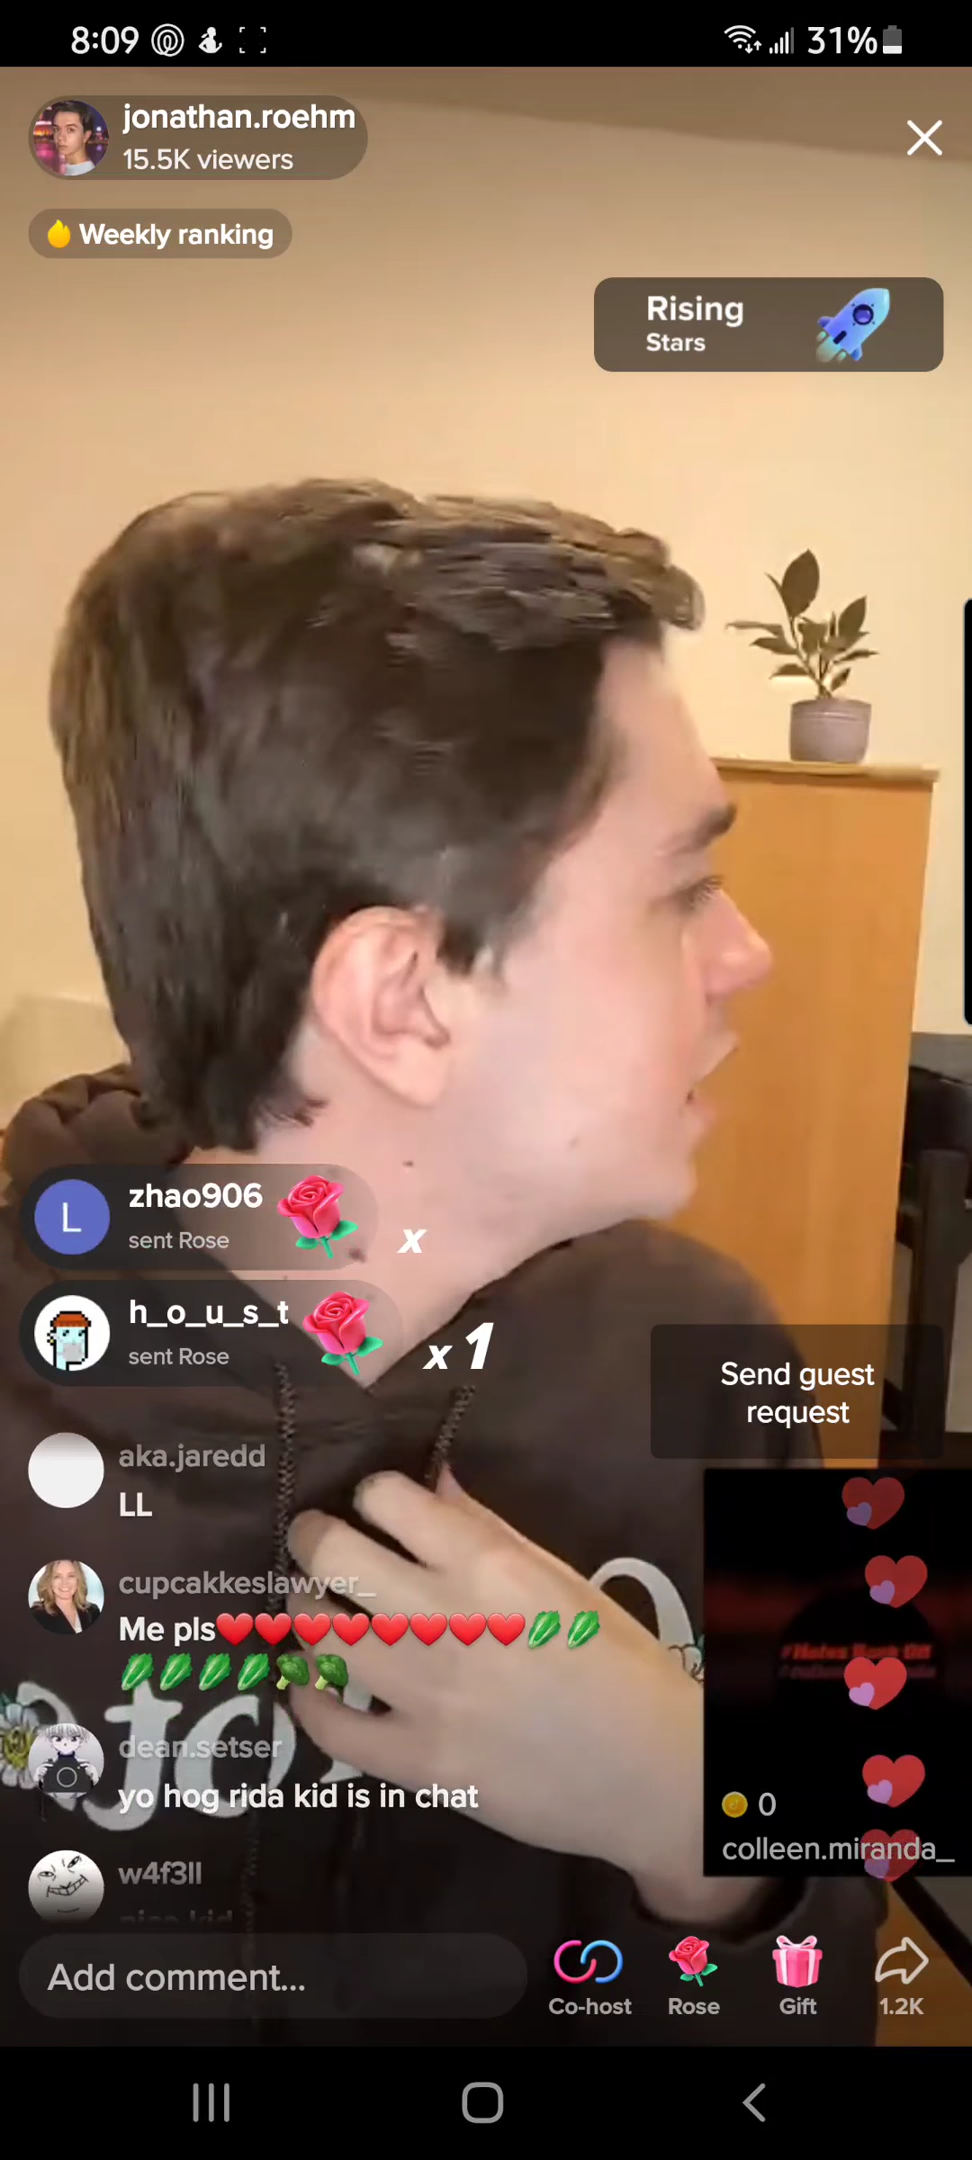 8:09
31%
jonathan.roehm
15.5K viewers
Weekly ranking
Rising
Stars
L
zhao906
sent Rose
x
h_o_u_s_t
sent Rose
x 1
Send guest
request
aka.jaredd
LL
cupcakkeslawyer_
Me pls❤️❤️❤️❤️❤️❤️❤️❤️🥒🥒
🥒🥒🥒🥒🥦🥦
dean.setser
yo hog rida kid is in chat
w4f3ll
0
colleen.miranda_
Add comment...
Co-host
Rose
Gift
1.2K